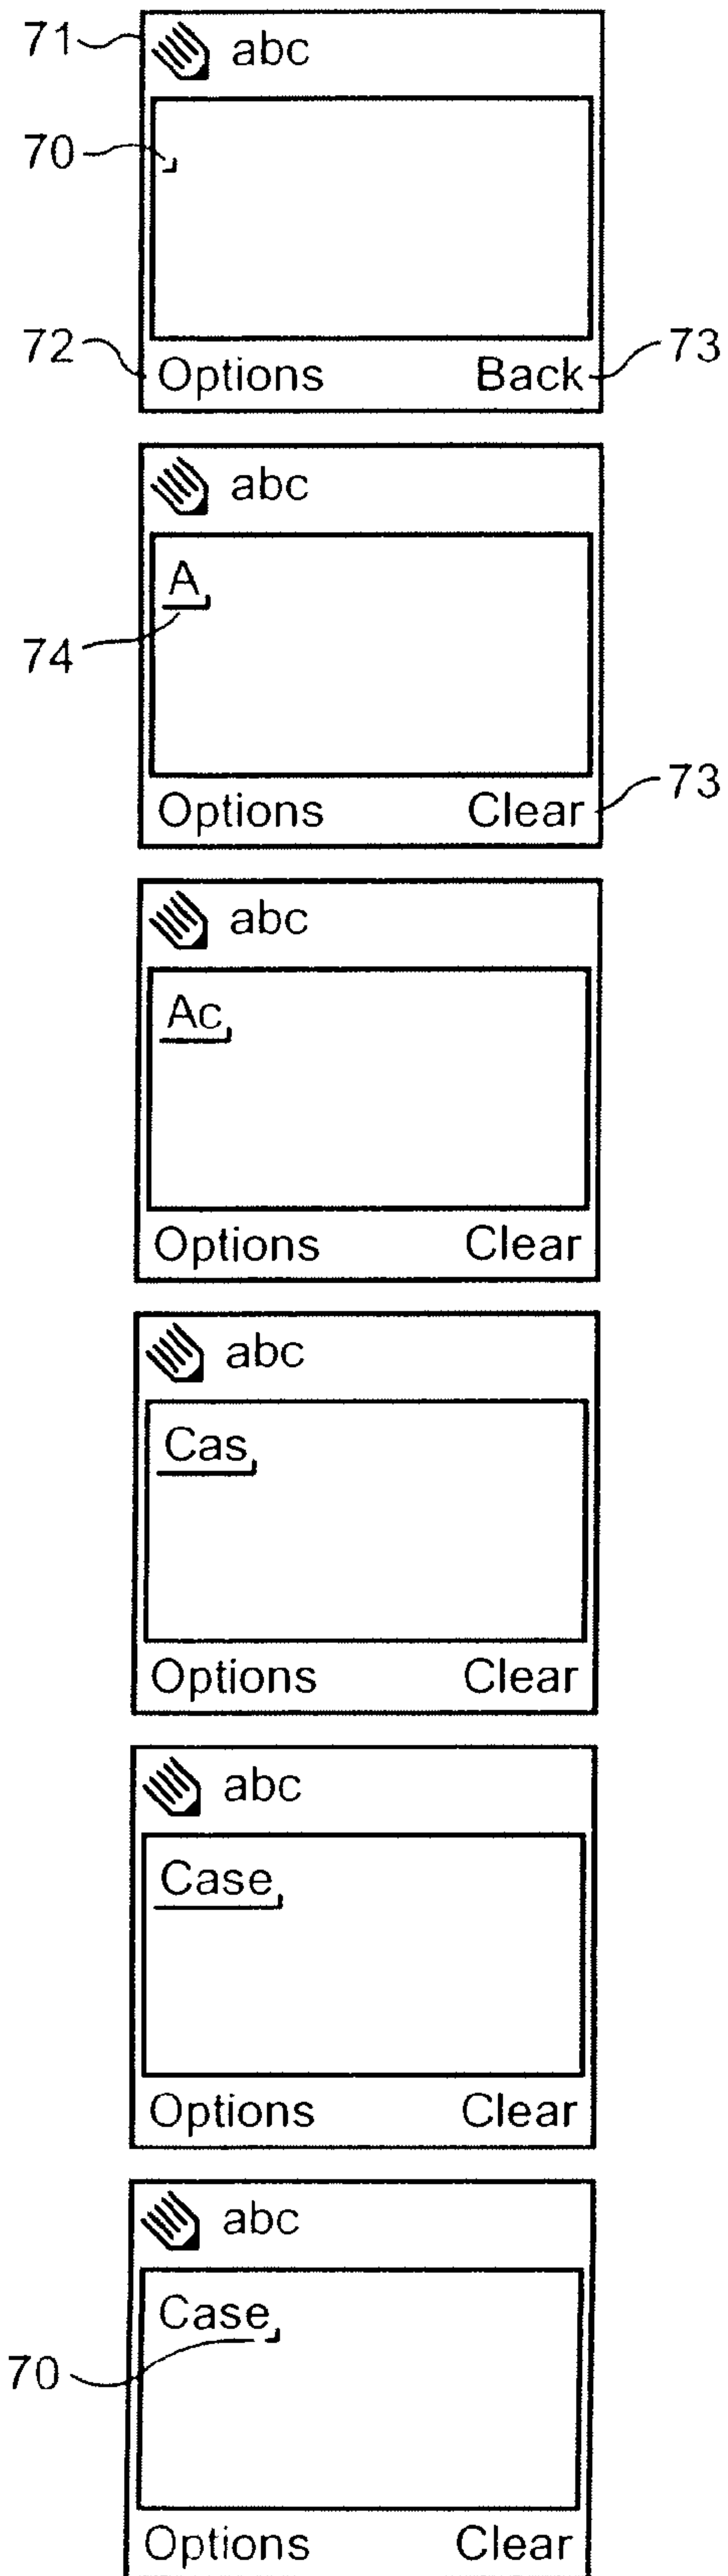 71
abc
70
72
Options Back
73
abc
A
74
73
Options Clear
abc
Ac
Options Clear
abc
Cas
Options Clear
abc
Case
Options Clear
abc
Case
70
Options Clear